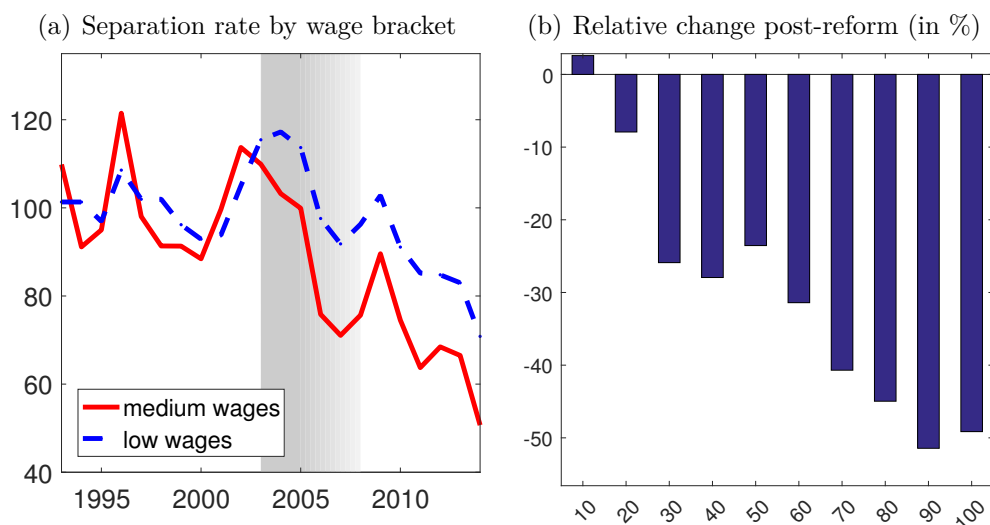 (a) Separation rate by wage bracket
120
100
80
60
40
1995 2000 2005 2010
medium wages
low wages
(b) Relative change post-reform (in %)
0
-10
-20
-30
-40
-50
10 20 30 40 50 60 70 80 90 100